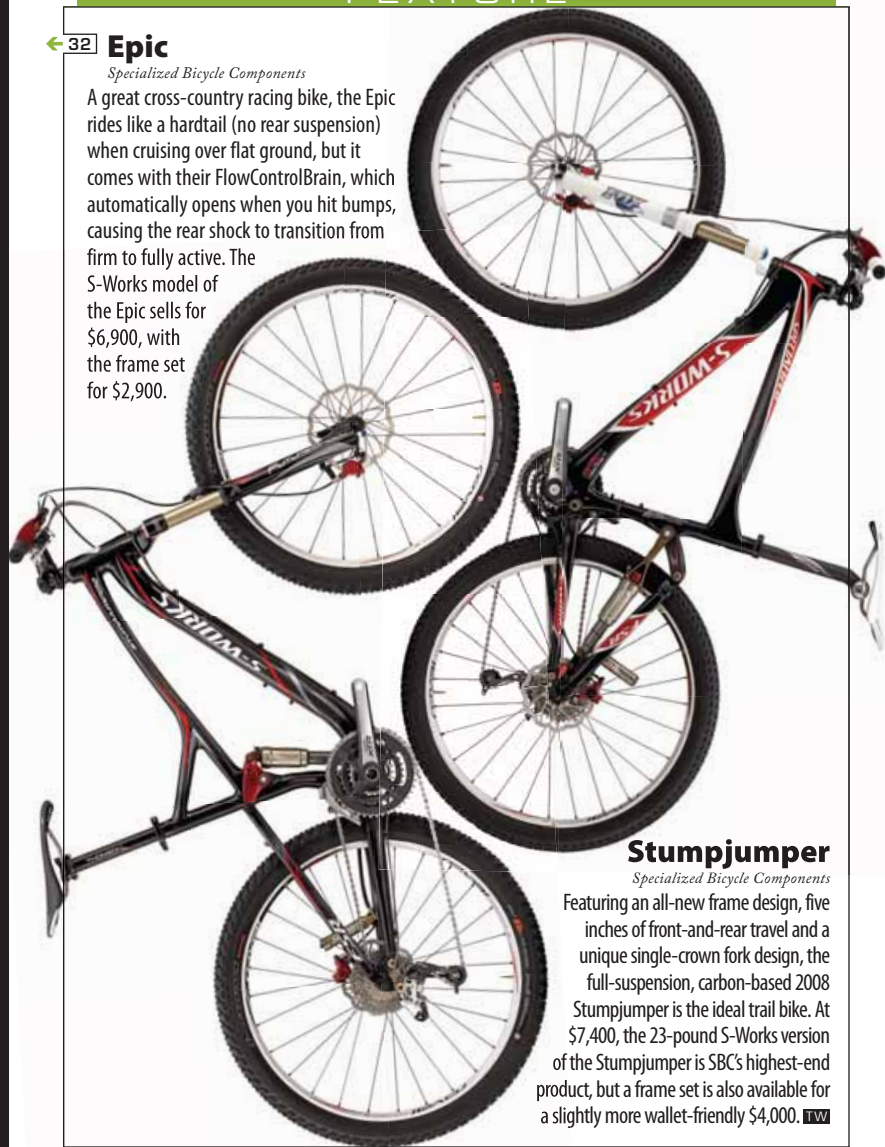 FEATURE
32
Epic
Specialized Bicycle Components
A great cross-country racing bike, the Epic
rides like a hardtail (no rear suspension)
when cruising over flat ground, but it
comes with their FlowControlBrain, which
automatically opens when you hit bumps,
causing the rear shock to transition from
firm to fully active. The
S-Works model of
the Epic sells for
$6,900, with
the frame set
for $2,900.
S-WORKS
S-WORKS
FSR
Stumpjumper
Specialized Bicycle Components
Featuring an all-new frame design, five
inches of front-and-rear travel and a
unique single-crown fork design, the
full-suspension, carbon-based 2008
Stumpjumper is the ideal trail bike. At
$7,400, the 23-pound S-Works version
of the Stumpjumper is SBC's highest-end
product, but a frame set is also available for
a slightly more wallet-friendly $4,000. TW